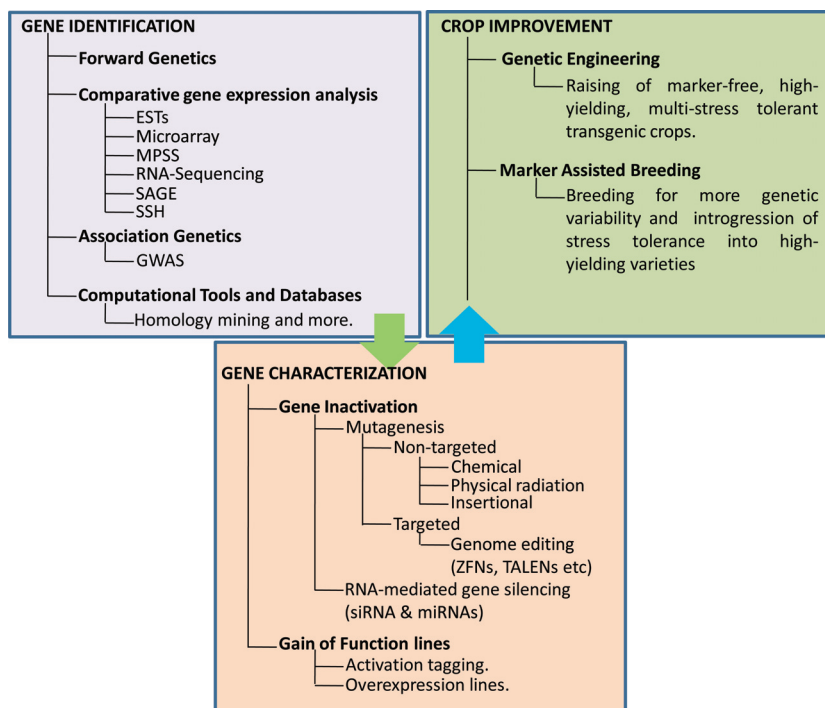 GENE IDENTIFICATION
Forward Genetics
Comparative gene expression analysis
ESTs
Microarray
MPSS
RNA-Sequencing
SAGE
SSH
Association Genetics
GWAS
Computational Tools and Databases
Homology mining and more.
CROP IMPROVEMENT
Genetic Engineering
Raising of marker-free, high-
yielding, multi-stress tolerant
transgenic crops.
Marker Assisted Breeding
Breeding for more genetic
variability and introgression of
stress tolerance into high-
yielding varieties
GENE CHARACTERIZATION
Gene Inactivation
Mutagenesis
Non-targeted
Chemical
Physical radiation
Insertional
Targeted
Genome editing
(ZFNs, TALENs etc)
RNA-mediated gene silencing
(siRNA & miRNAs)
Gain of Function lines
Activation tagging.
Overexpression lines.